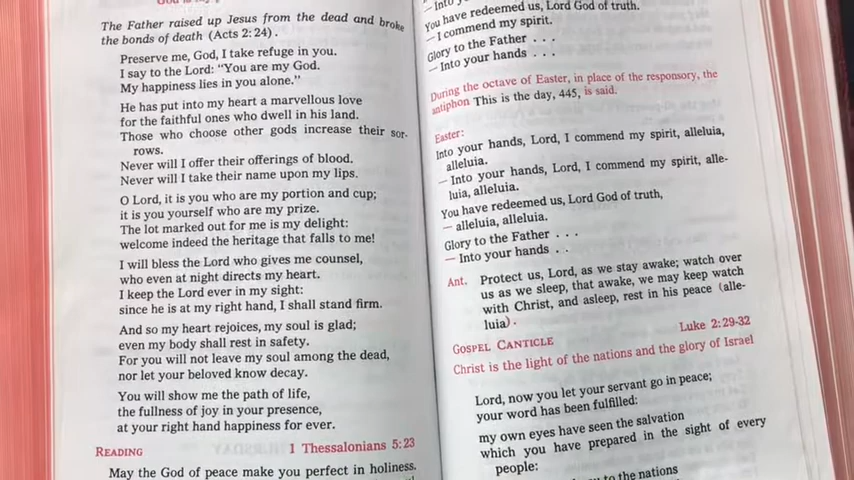 The Father raised up Jesus from the dead and broke
the bonds of death (Acts 2:24).
Preserve me, God, I take refuge in you.
I say to the Lord: "You are my God.
My happiness lies in you alone."
He has put into my heart a marvellous love
for the faithful ones who dwell in his land.
Those who choose other gods increase their sor-
rows.
Never will I offer their offerings of blood.
Never will I take their name upon my lips.
O Lord, it is you who are my portion and cup;
it is you yourself who are my prize.
The lot marked out for me is my delight:
welcome indeed the heritage that falls to me!
I will bless the Lord who gives me counsel,
who even at night directs my heart.
I keep the Lord ever in my sight:
since he is at my right hand, I shall stand firm.
And so my heart rejoices, my soul is glad;
even my body shall rest in safety.
For you will not leave my soul among the dead,
nor let your beloved know decay.
You will show me the path of life,
the fullness of joy in your presence,
at your right hand happiness for ever.
READING 1 Thessalonians 5:23
May the God of peace make you perfect in holiness.
— Into
You have redeemed us, Lord God of truth.
— I commend my spirit.
Glory to the Father . . .
— Into your hands . . .
During the octave of Easter, in place of the responsory, the
antiphon This is the day, 445, is said.
Easter:
Into your hands, Lord, I commend my spirit, alleluia,
alleluia.
— Into your hands, Lord, I commend my spirit, alle-
luia, alleluia.
You have redeemed us, Lord God of truth,
— alleluia, alleluia.
Glory to the Father . . .
— Into your hands . .
Ant. Protect us, Lord, as we stay awake; watch over
us as we sleep, that awake, we may keep watch
with Christ, and asleep, rest in his peace (alle-
luia).
GOSPEL CANTICLE Luke 2:29-32
Christ is the light of the nations and the glory of Israel
Lord, now you let your servant go in peace;
your word has been fulfilled:
my own eyes have seen the salvation
which you have prepared in the sight of every
people:
to the nations